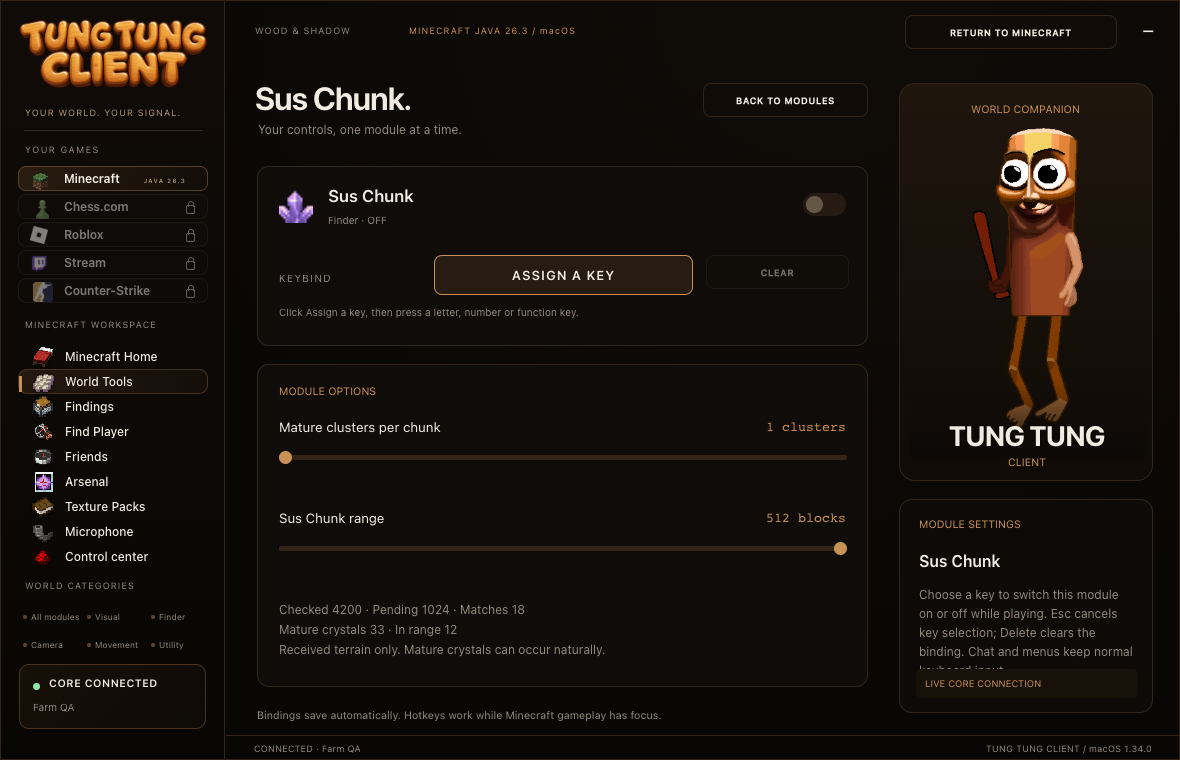 TUNG TUNG
CLIENT
YOUR WORLD. YOUR SIGNAL.
YOUR GAMES
Minecraft JAVA 26.3
Chess.com
Roblox
Stream
Counter-Strike
MINECRAFT WORKSPACE
Minecraft Home
World Tools
Findings
Find Player
Friends
Arsenal
Texture Packs
Microphone
Control center
WORLD CATEGORIES
All modules Visual Finder
Camera Movement Utility
CORE CONNECTED
Farm QA
WOOD & SHADOW MINECRAFT JAVA 26.3 / macOS RETURN TO MINECRAFT
Sus Chunk.
BACK TO MODULES
Your controls, one module at a time.
Sus Chunk
Finder · OFF
KEYBIND ASSIGN A KEY CLEAR
Click Assign a key, then press a letter, number or function key.
MODULE OPTIONS
Mature clusters per chunk 1 clusters
Sus Chunk range 512 blocks
Checked 4200 · Pending 1024 · Matches 18
Mature crystals 33 · In range 12
Received terrain only. Mature crystals can occur naturally.
Bindings save automatically. Hotkeys work while Minecraft gameplay has focus.
WORLD COMPANION
TUNG TUNG
CLIENT
MODULE SETTINGS
Sus Chunk
Choose a key to switch this module
on or off while playing. Esc cancels
key selection; Delete clears the
binding. Chat and menus keep normal
keyboard input.
LIVE CORE CONNECTION
CONNECTED · Farm QA TUNG TUNG CLIENT / macOS 1.34.0